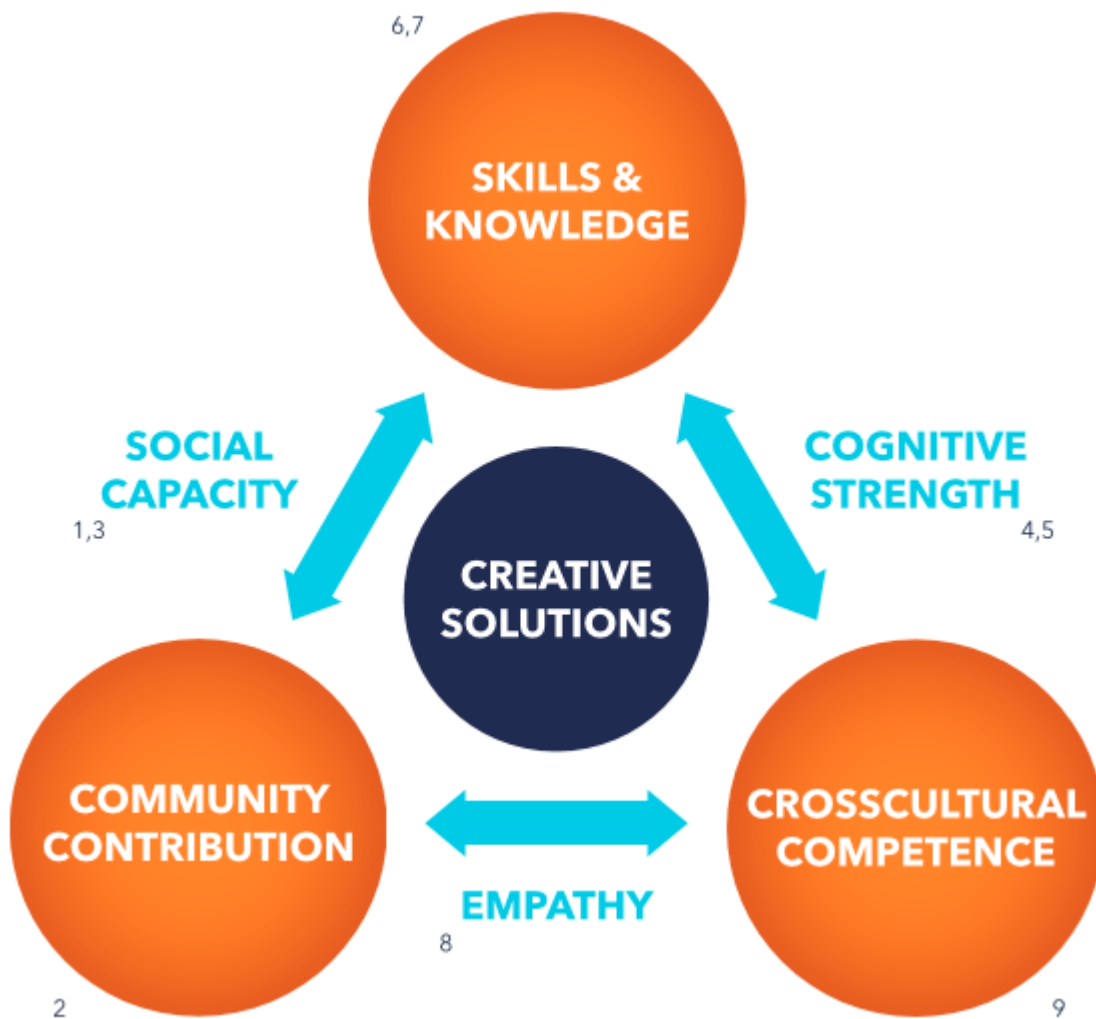 6,7
SKILLS &
KNOWLEDGE
SOCIAL
CAPACITY
1,3
COGNITIVE
STRENGTH
4,5
CREATIVE
SOLUTIONS
COMMUNITY
CONTRIBUTION
2
EMPATHY
8
CROSSCULTURAL
COMPETENCE
9